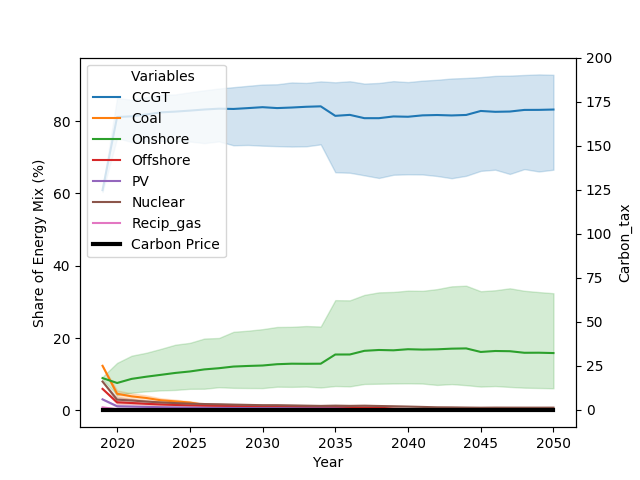 Variables
CCGT
Coal
Onshore
Offshore
PV
Nuclear
Recip_gas
Carbon Price
Share of Energy Mix (%)
80
60
40
20
0
200
175
150
125
100
75
50
25
0
Carbon_tax
2020 2025 2030 2035 2040 2045 2050
Year